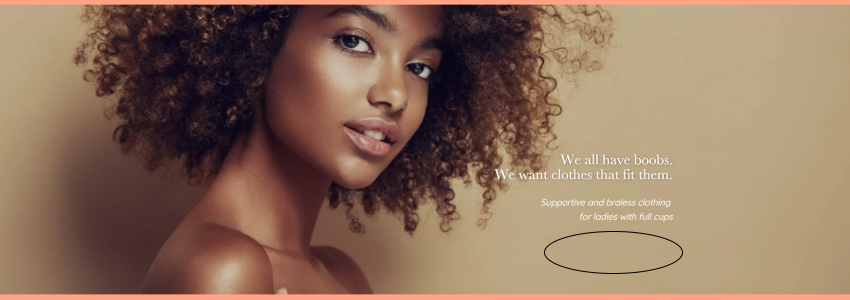 We all have boobs.
We want clothes that fit them.
Supportive and braless clothing
for ladies with full cups